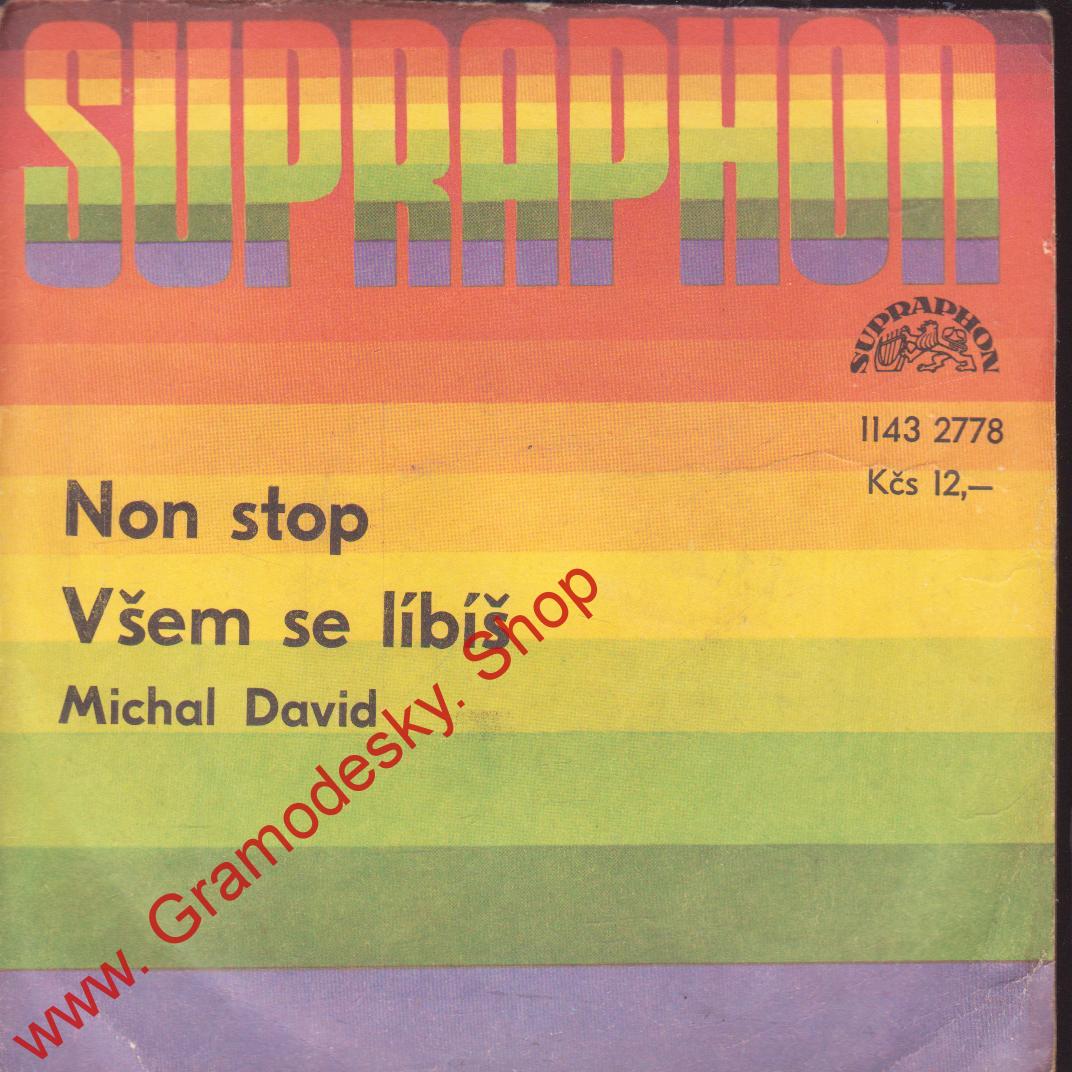 SUPRAPHON
SUPRAPHON
1143 2778
Kčs 12,—
Non stop
Všem se líbíš
Michal David
www. Gramodesky. Shop